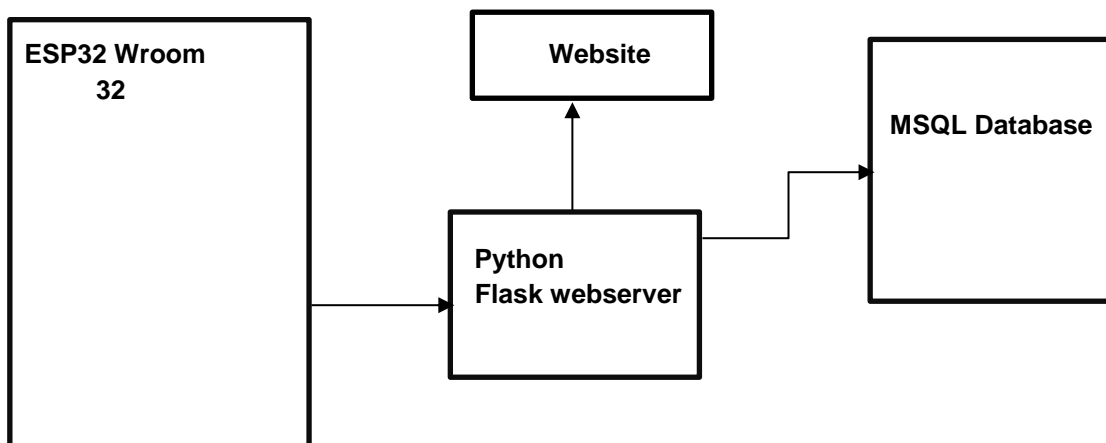 ESP32 Wroom
32
Website
MSQL Database
Python
Flask webserver